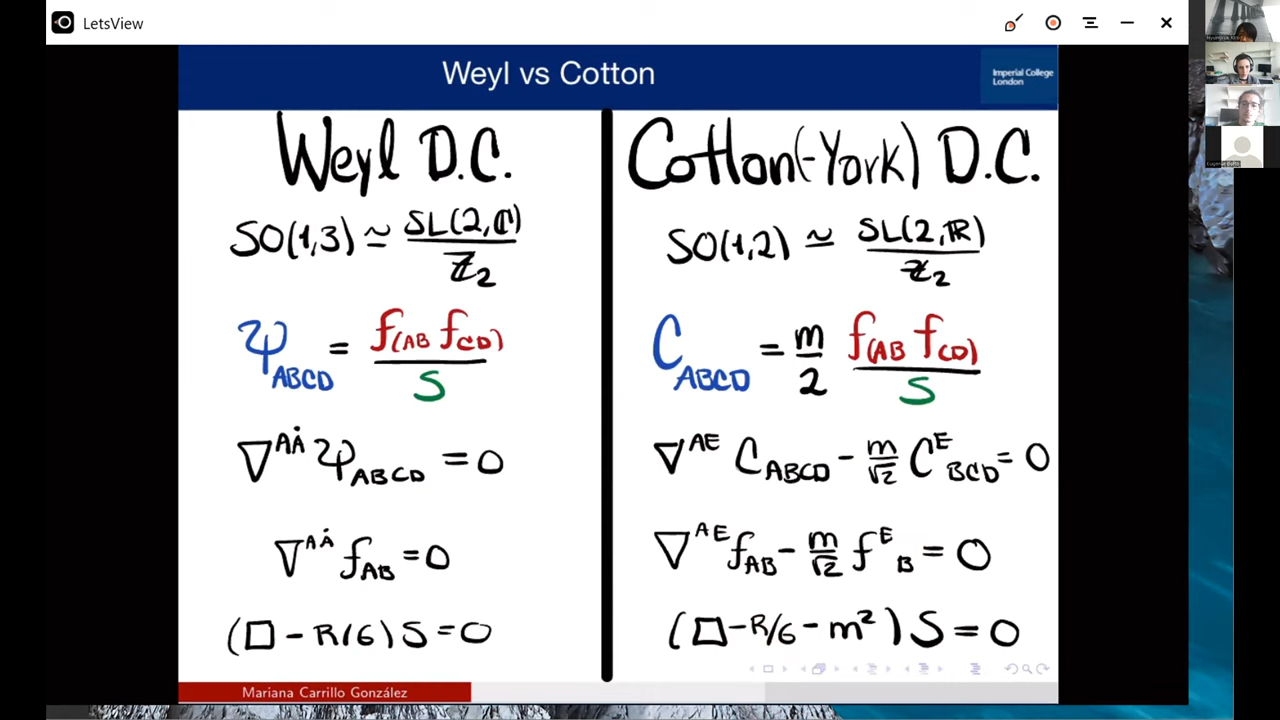 LetsView
Weyl vs Cotton
Imperial College
London
Weyl D.C.
SO(1,3) ≃ SL(2,ℂ) / ℤ₂
Ψ_ABCD = f_(AB f_CD) / S
∇^AȦ Ψ_ABCD = 0
∇^AȦ f_AB = 0
(□ - R/6) S = 0
Cotton(-York) D.C.
SO(1,2) ≃ SL(2,ℝ) / ℤ₂
C_ABCD = m/2 f_(AB f_CD) / S
∇^AE C_ABCD - m/√2 C^E_BCD = 0
∇^AE f_AB - m/√2 f^E_B = 0
(□ - R/6 - m²) S = 0
Mariana Carrillo González